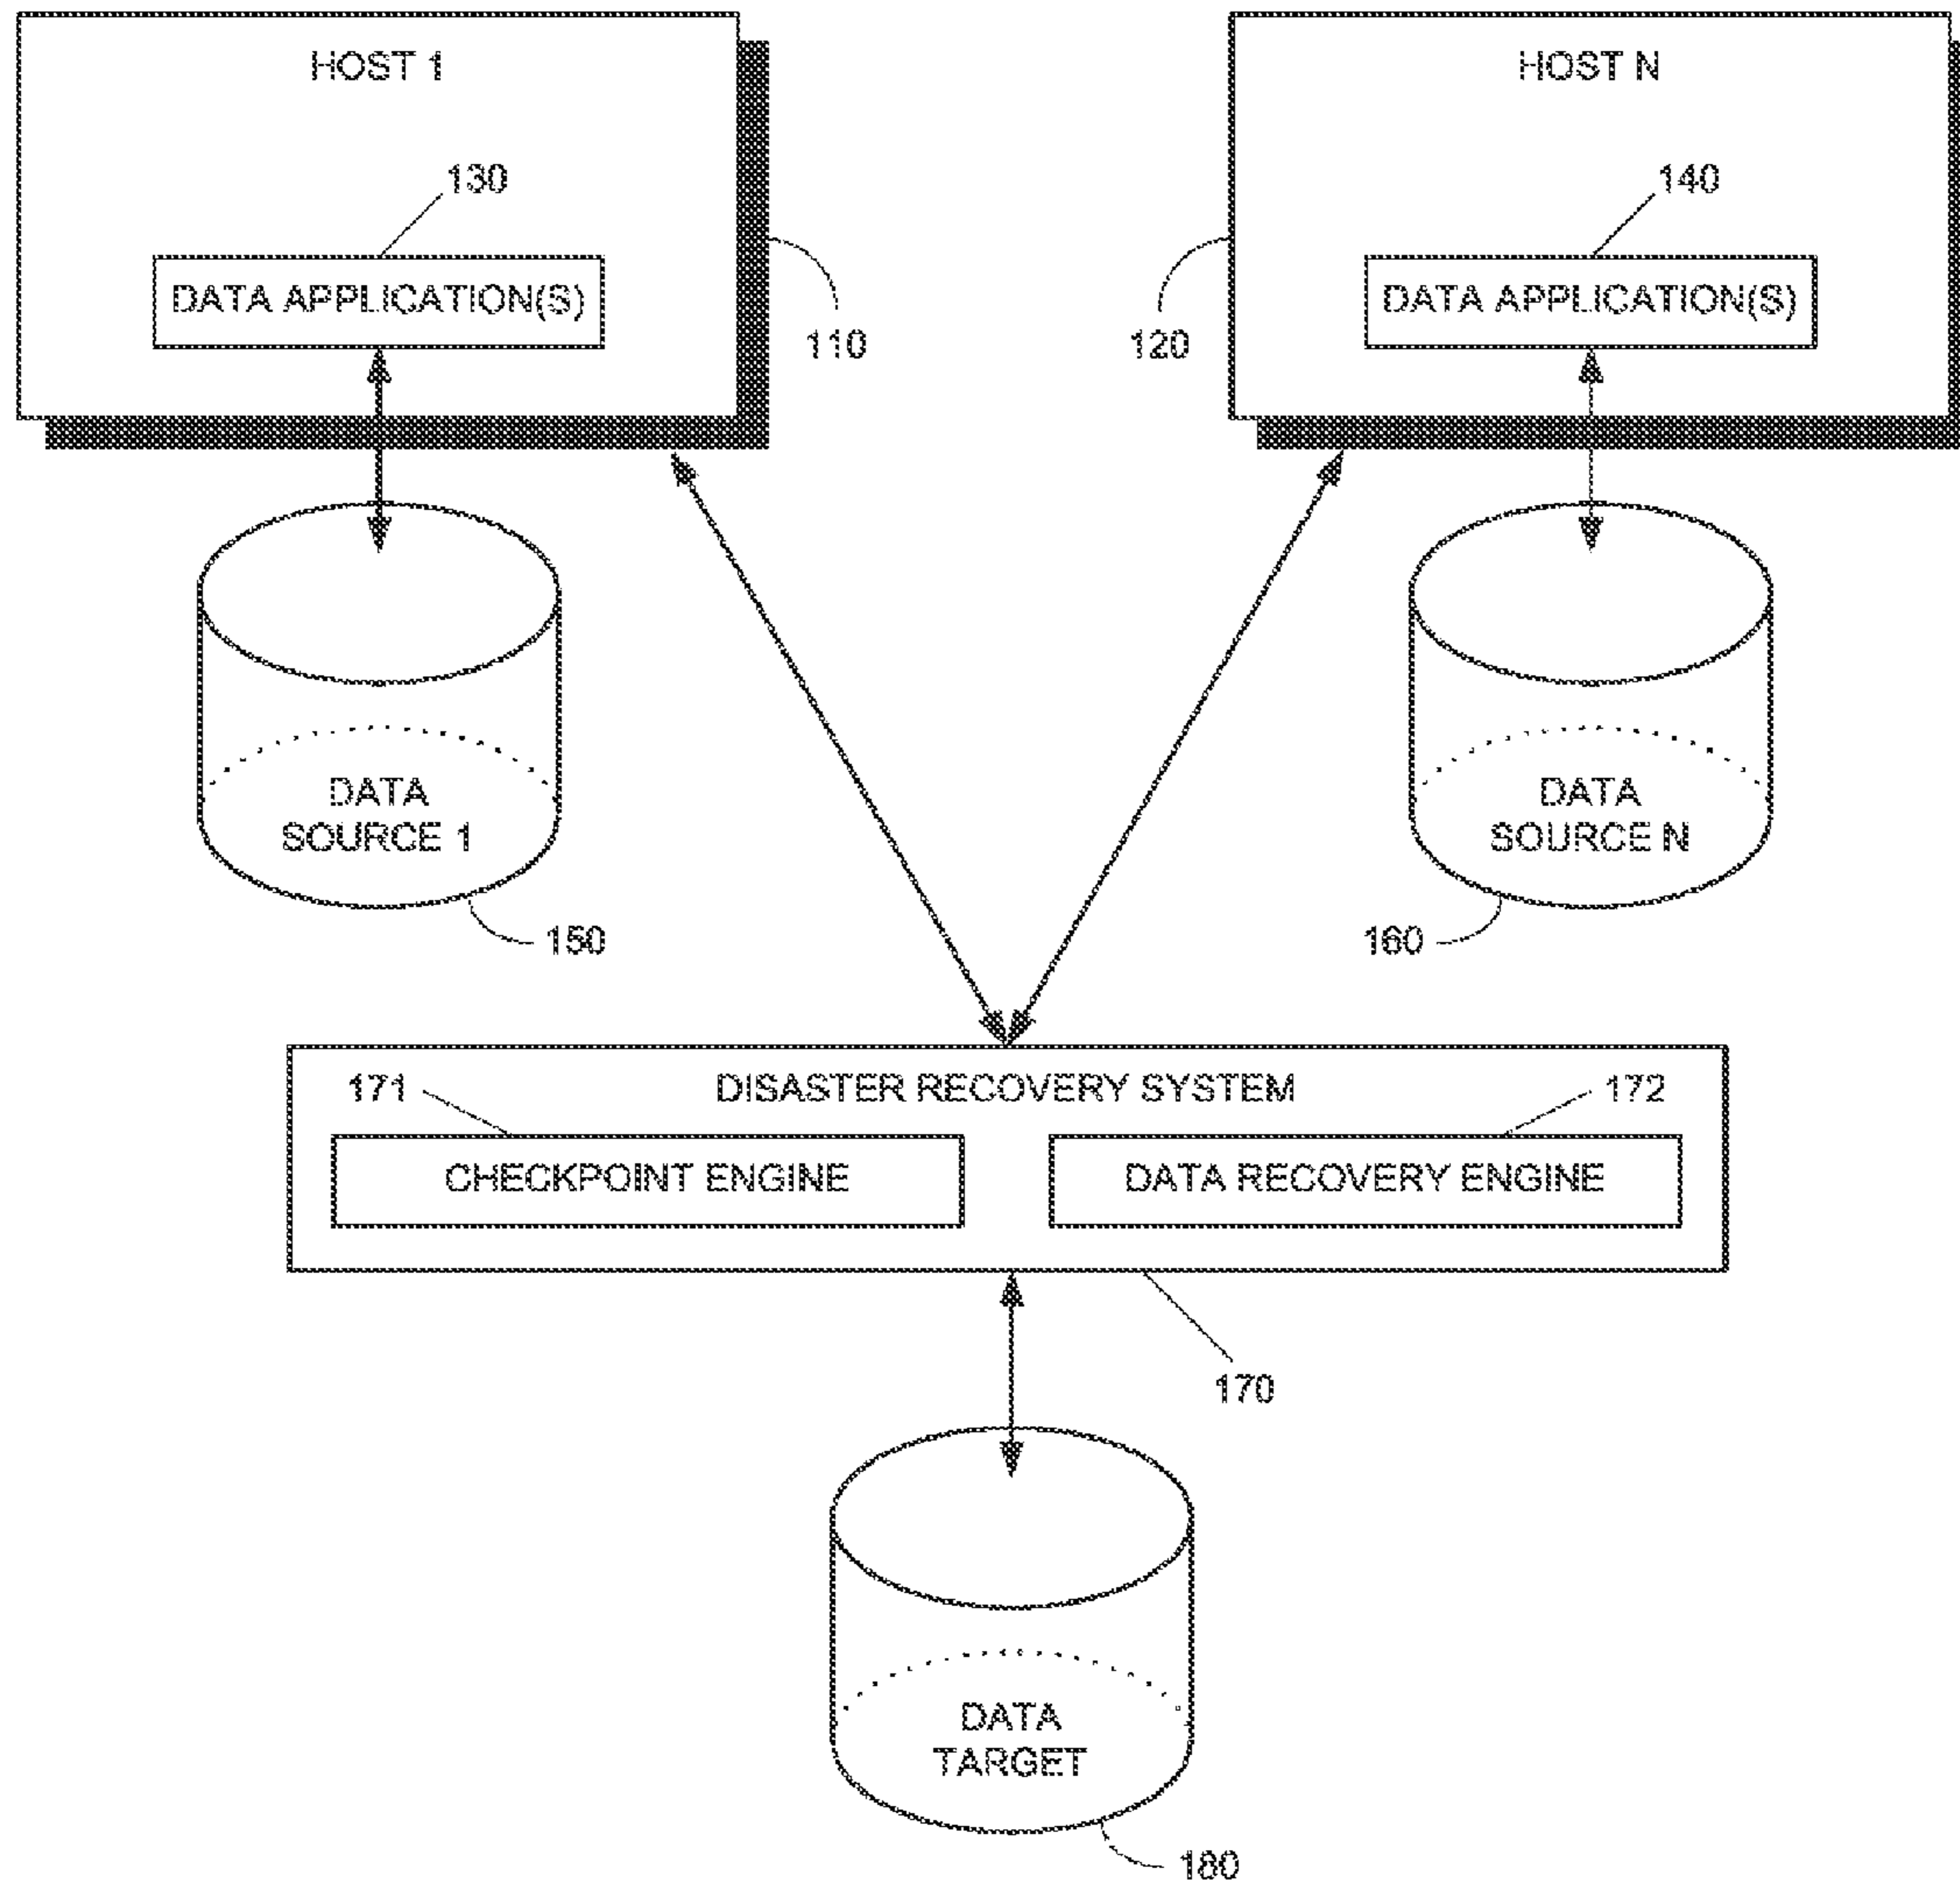 HOST 1
HOST N
130
140
DATA APPLICATION(S)
DATA APPLICATION(S)
110
120
DATA
SOURCE 1
DATA
SOURCE N
150
160
171
DISASTER RECOVERY SYSTEM
172
CHECKPOINT ENGINE
DATA RECOVERY ENGINE
170
DATA
TARGET
180